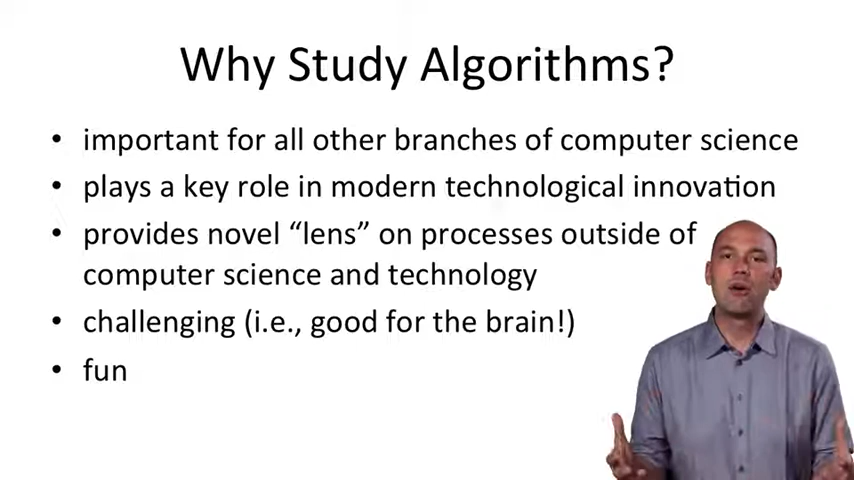 Why Study Algorithms?
• important for all other branches of computer science
• plays a key role in modern technological innovation
• provides novel “lens” on processes outside of
computer science and technology
• challenging (i.e., good for the brain!)
• fun